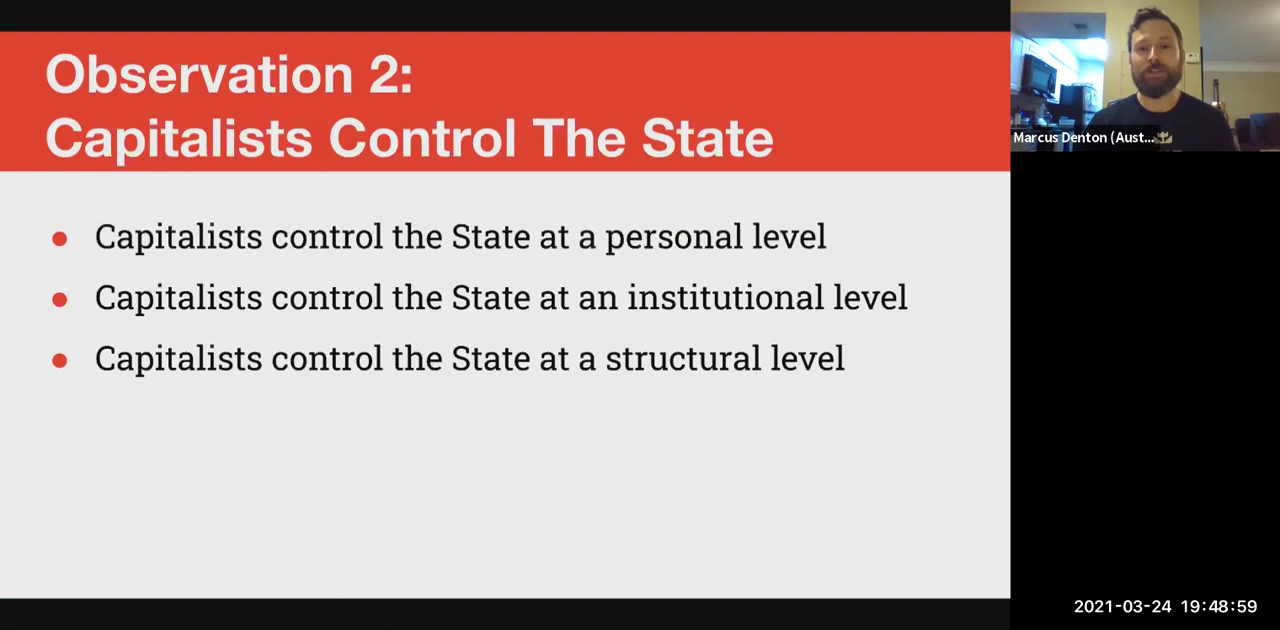 Observation 2:
Capitalists Control The State
Capitalists control the State at a personal level
Capitalists control the State at an institutional level
Capitalists control the State at a structural level
Marcus Denton (Aust...
2021-03-24 19:48:59